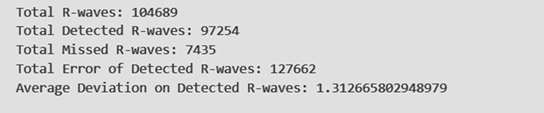 Total R-waves: 104689
Total Detected R-waves: 97254
Total Missed R-waves: 7435
Total Error of Detected R-waves: 127662
Average Deviation on Detected R-waves: 1.312665802948979